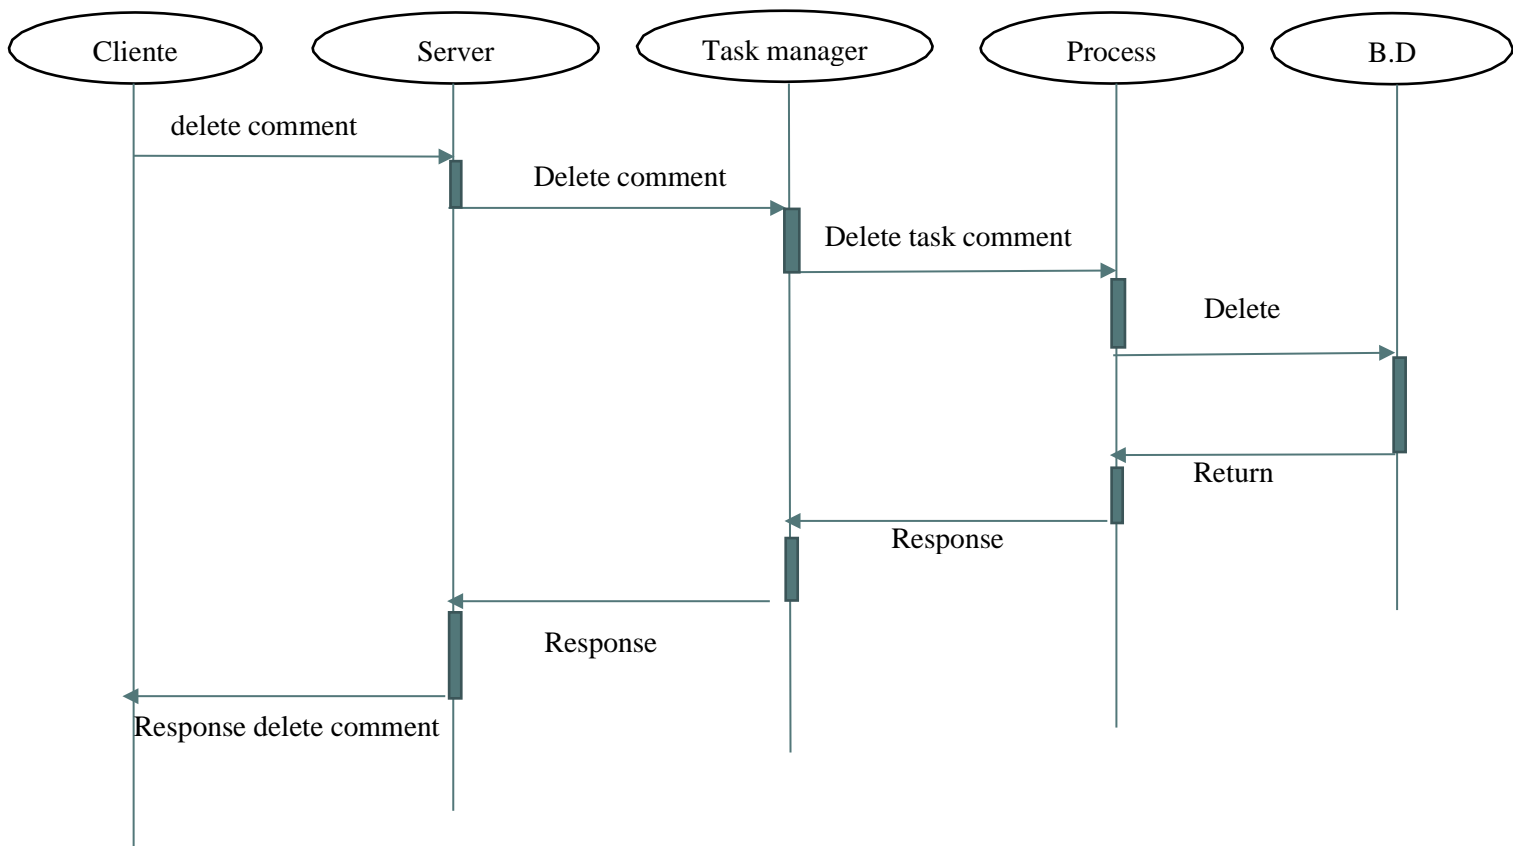 Cliente
Server
Task manager
Process
B.D
delete comment
Delete comment
Delete task comment
Delete
Return
Response
Response
Response delete comment